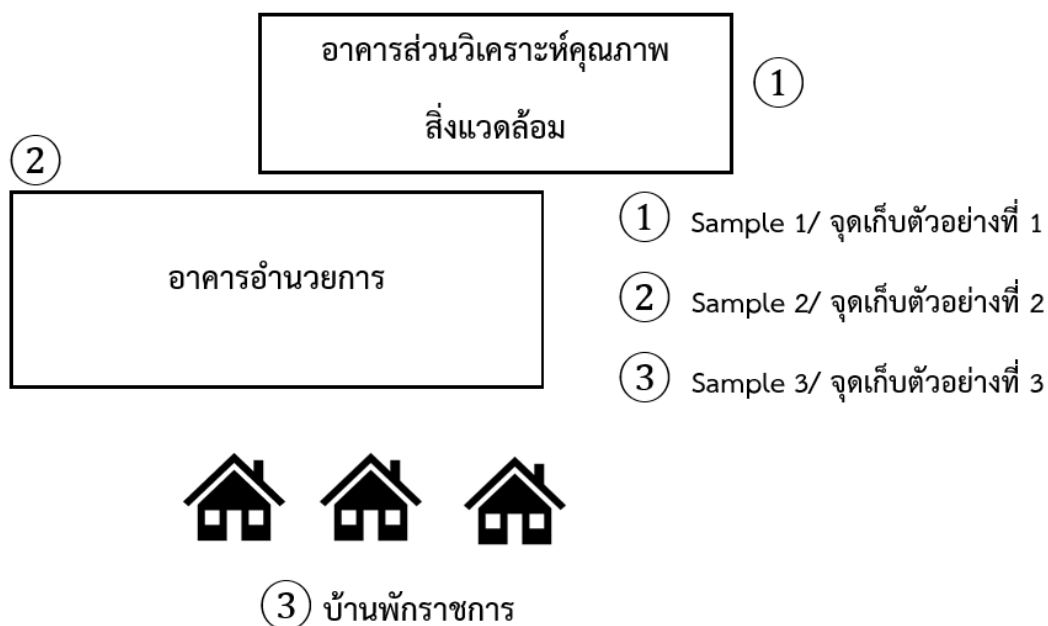 อาคารส่วนวิเคราะห์คุณภาพ
สิ่งแวดล้อม
①
②
อาคารอำนวยการ
① Sample 1/ จุดเก็บตัวอย่างที่ 1
② Sample 2/ จุดเก็บตัวอย่างที่ 2
③ Sample 3/ จุดเก็บตัวอย่างที่ 3
③ บ้านพักราชการ